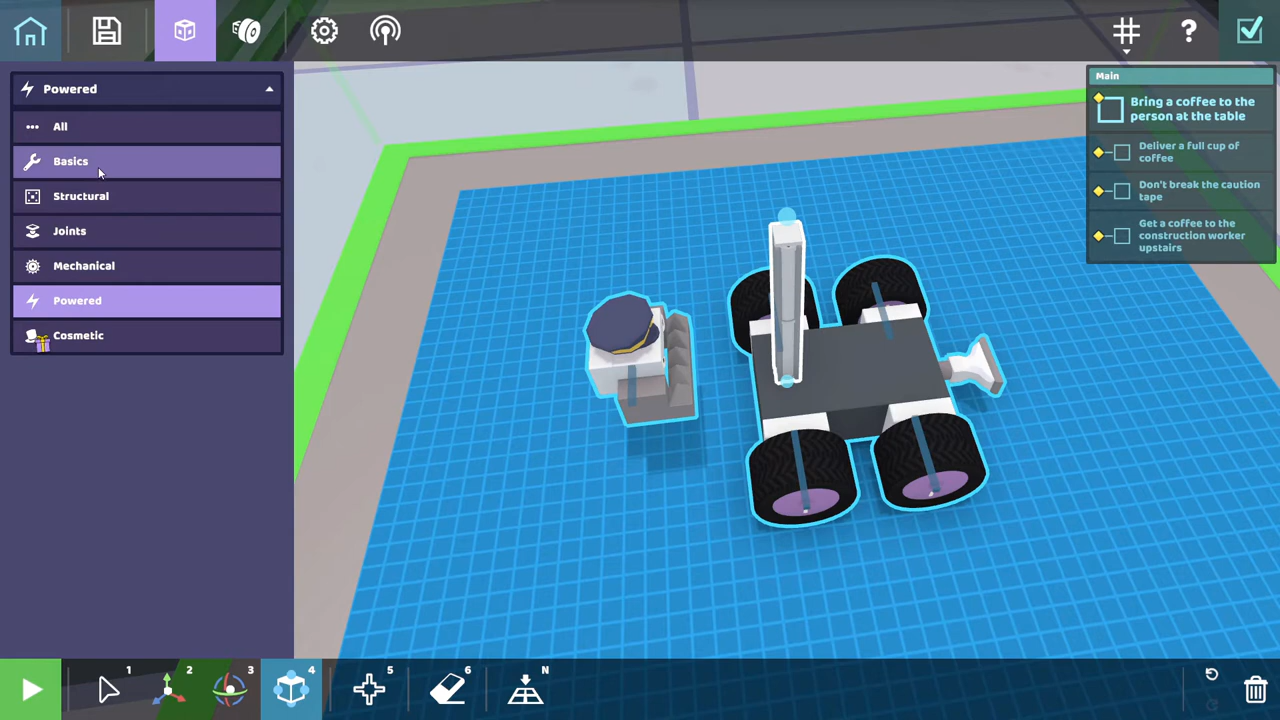 Powered
All
Basics
Structural
Joints
Mechanical
Powered
Cosmetic
Main
Bring a coffee to the
person at the table
Deliver a full cup of
coffee
Don't break the caution
tape
Get a coffee to the
construction worker
upstairs
1
2
3
4
5
6
N